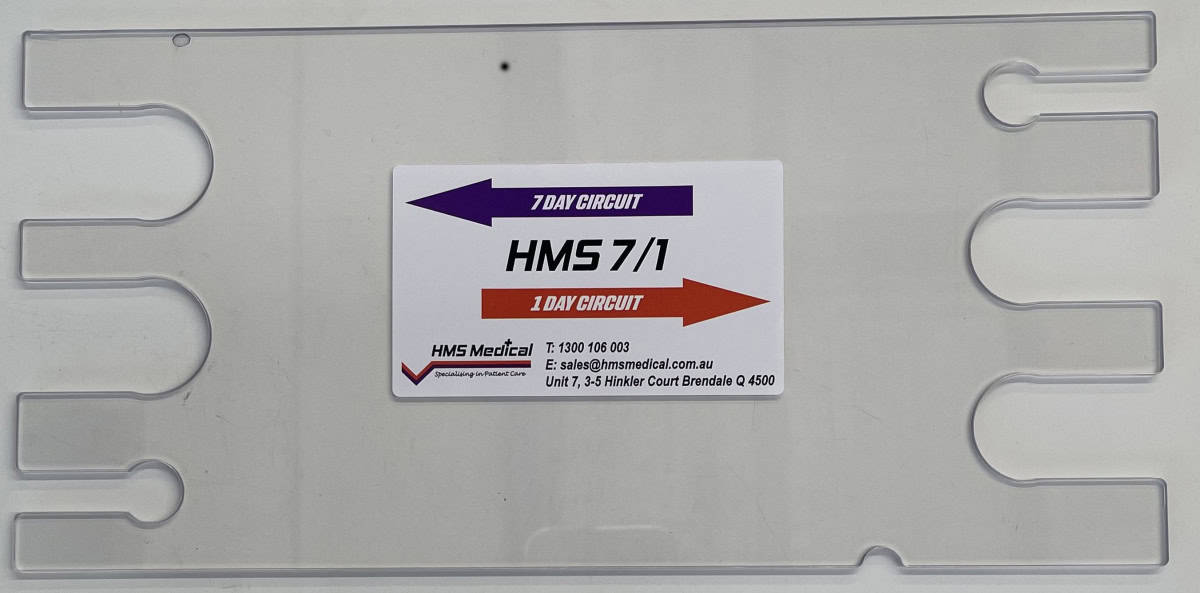 7 DAY CIRCUIT
HMS 7/1
1 DAY CIRCUIT
HMS Medical
Specialising in Patient Care
T: 1300 106 003
E: sales@hmsmedical.com.au
Unit 7, 3-5 Hinkler Court Brendale Q 4500